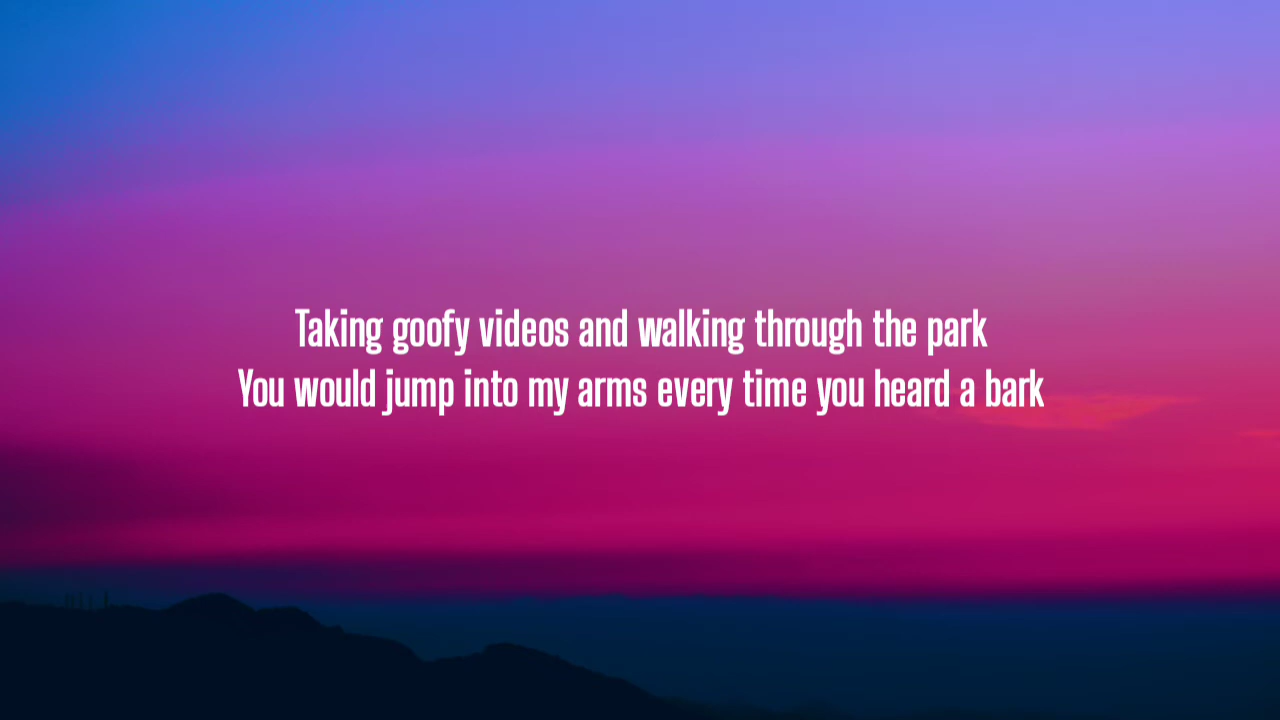 Taking goofy videos and walking through the park
You would jump into my arms every time you heard a bark